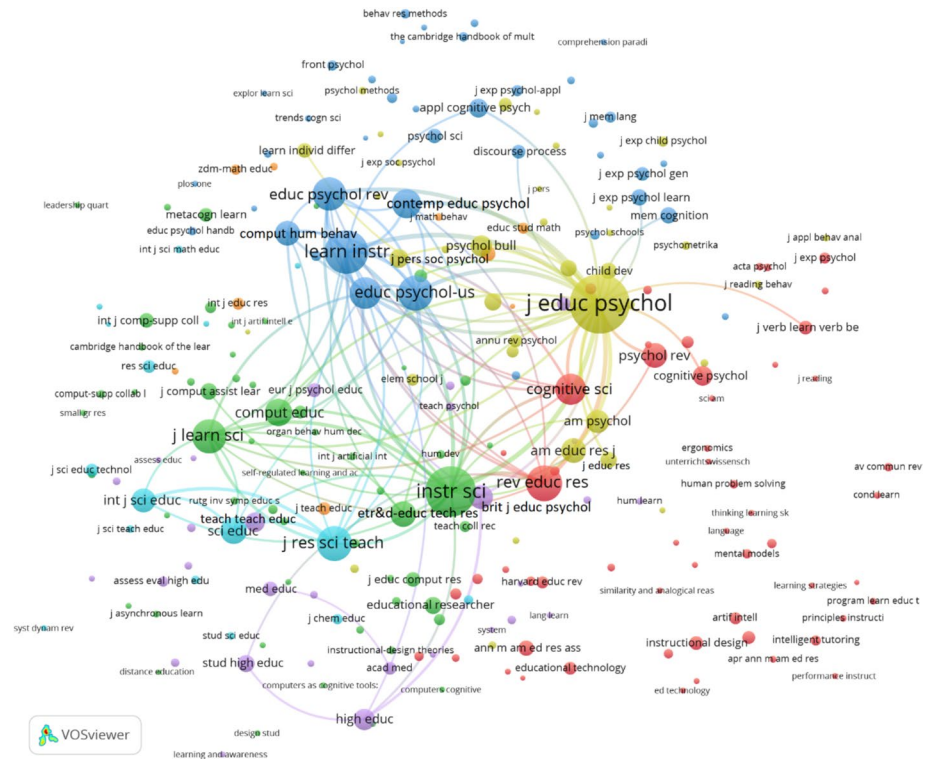 behav res methods
the cambridge handbook of mult
comprehension paradi
front psychol
explor learn sci
psychol methods
j exp psychol-appl
appl cognitive psych
trends cogn sci
j mem lang
psychol sci
j exp child psychol
learn individ differ
discourse process
j exp soc psychol
zdm-math educ
j exp psychol gen
plosone
j pers
educ psychol rev
contemp educ psychol
j exp psychol learn
leadership quart
metacogn learn
j math behav
mem cognition
educ psychol handb
comput hum behav
educ stud math
psychol schools
j appl behav anal
int j sci math educ
learn instr
psychol bull
psychometrika
j pers soc psychol
j exp psychol
child dev
acta psychol
j reading behav
educ psychol-us
j educ psychol
int j educ res
int j comp-supp coll
int j artif intell e
j verb learn verb be
annu rev psychol
cambridge handbook of the lear
psychol rev
res sci educ
cognitive psychol
elem school j
j reading
comput-supp collab l
j comput assist lear
eur j psychol educ
cognitive sci
sci am
teach psychol
small gr res
comput educ
am psychol
organ behav hum dec
j learn sci
ergonomics
am educ res j
hum dev
assess educ
int j artificial int
unterrichtswissensch
j educ res
j sci educ technol
self-regulated learning and ac
av commun rev
rev educ res
human problem solving
instr sci
int j sci educ
rutg inv symp educ s
cond learn
hum learn
j teach educ
brit j educ psychol
etr&d-educ tech res
thinking learning sk
teach teach educ
j sci teach educ
sci educ
teach coll rec
language
j res sci teach
mental models
assess eval high edu
j educ comput res
harvard educ rev
med educ
similarity and analogical reas
learning strategies
program learn educ t
educational researcher
j asynchronous learn
lang learn
j chem educ
artif intell
principles instructi
syst dynam rev
system
stud sci educ
instructional design
intelligent tutoring
instructional-design theories
ann m am ed res ass
apr ann m am ed res
stud high educ
acad med
educational technology
distance education
performance instruct
computers as cognitive tools:
computers cognitive
ed technology
high educ
design stud
VOSviewer
learning and awareness